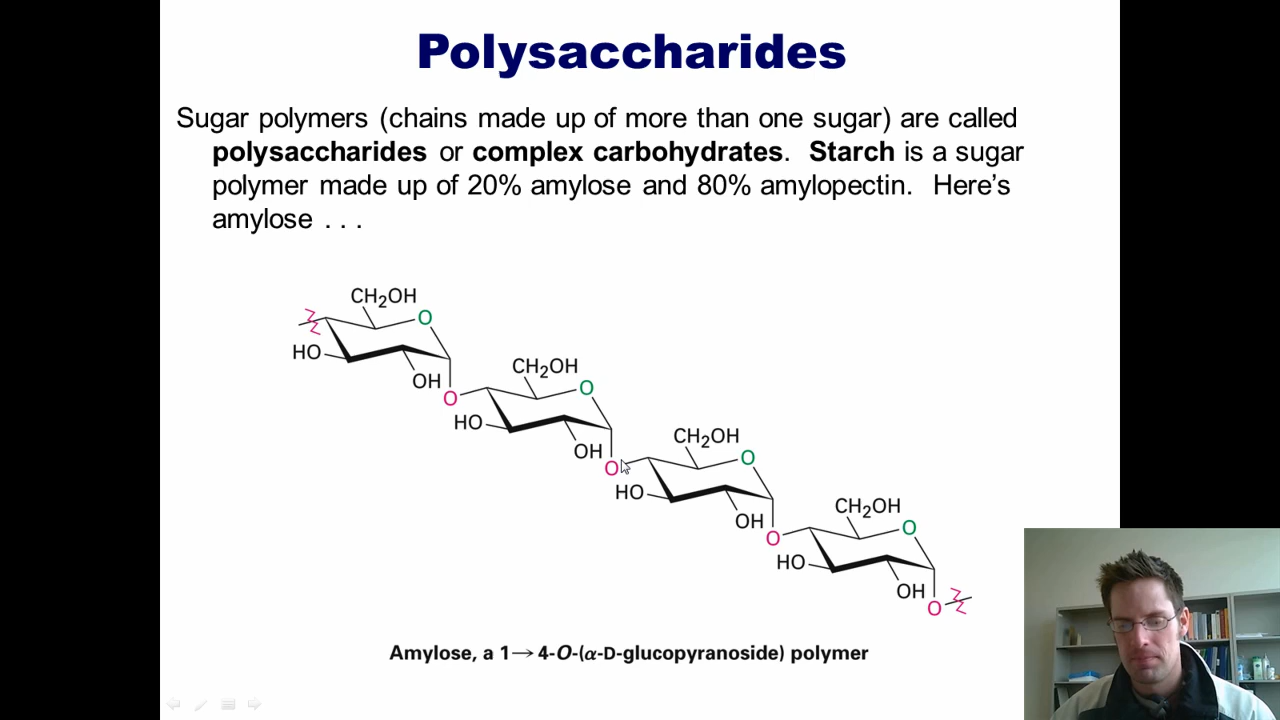 Polysaccharides
Sugar polymers (chains made up of more than one sugar) are called
polysaccharides or complex carbohydrates.  Starch is a sugar
polymer made up of 20% amylose and 80% amylopectin.  Here's
amylose . . .
CH₂OH
O
HO
OH
O
CH₂OH
O
HO
OH
O
CH₂OH
O
HO
OH
O
CH₂OH
O
HO
OH
O
Amylose, a 1→4-O-(α-D-glucopyranoside) polymer